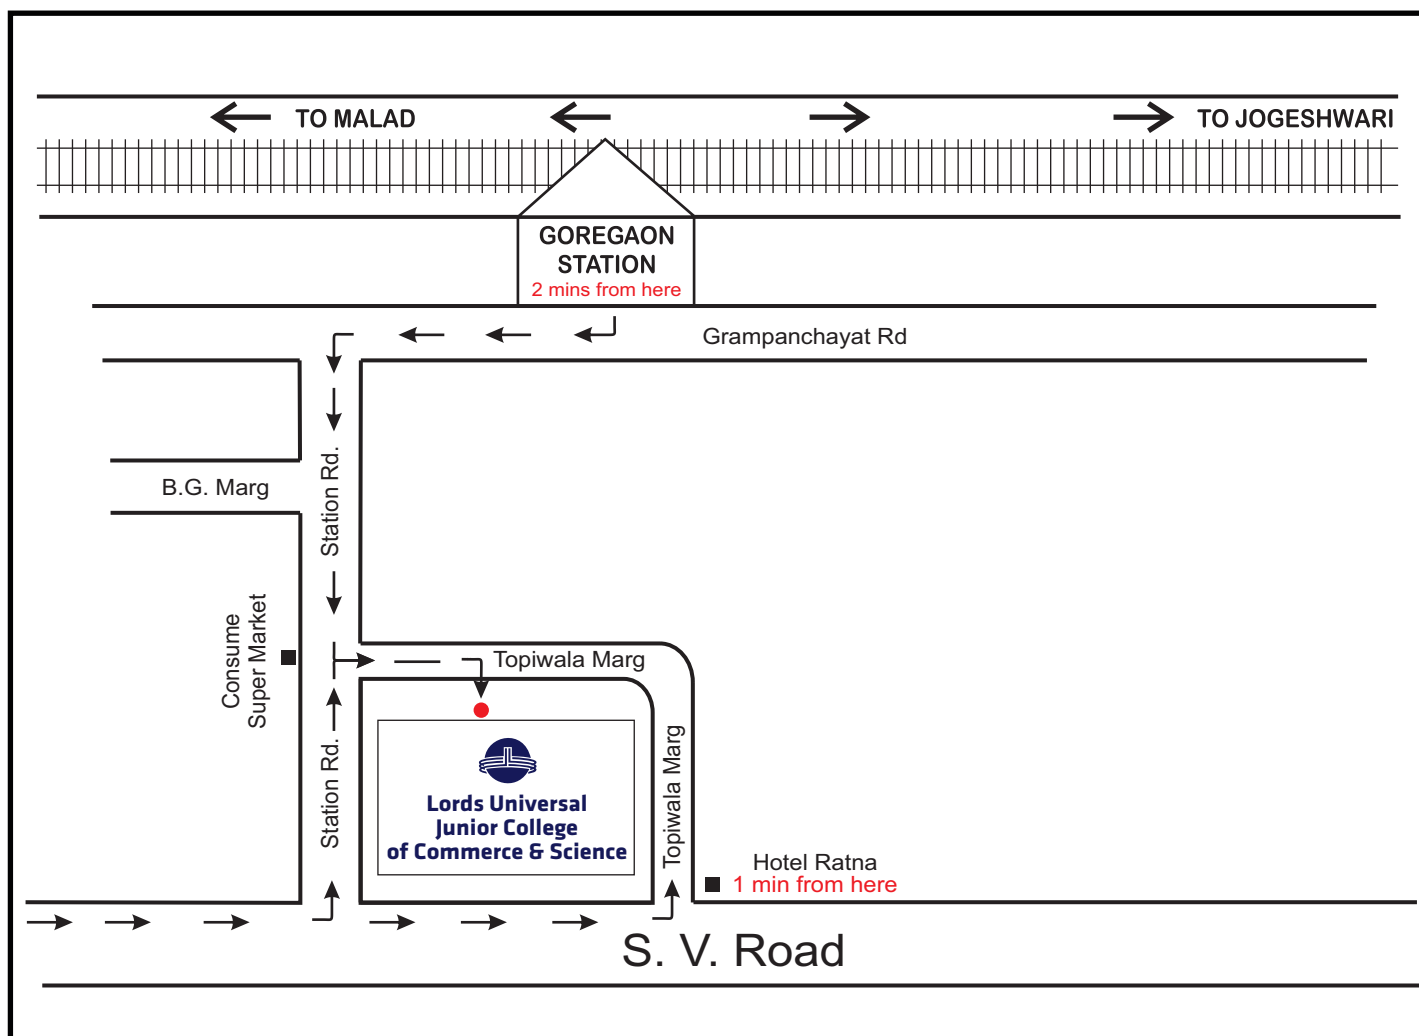 TO MALAD
TO JOGESHWARI
GOREGAON
STATION
2 mins from here
Grampanchayat Rd
Station Rd.
B.G. Marg
Consume
Super Market
Topiwala Marg
Station Rd.
Lords Universal
Junior College
of Commerce & Science
Topiwala Marg
Hotel Ratna
1 min from here
S. V. Road